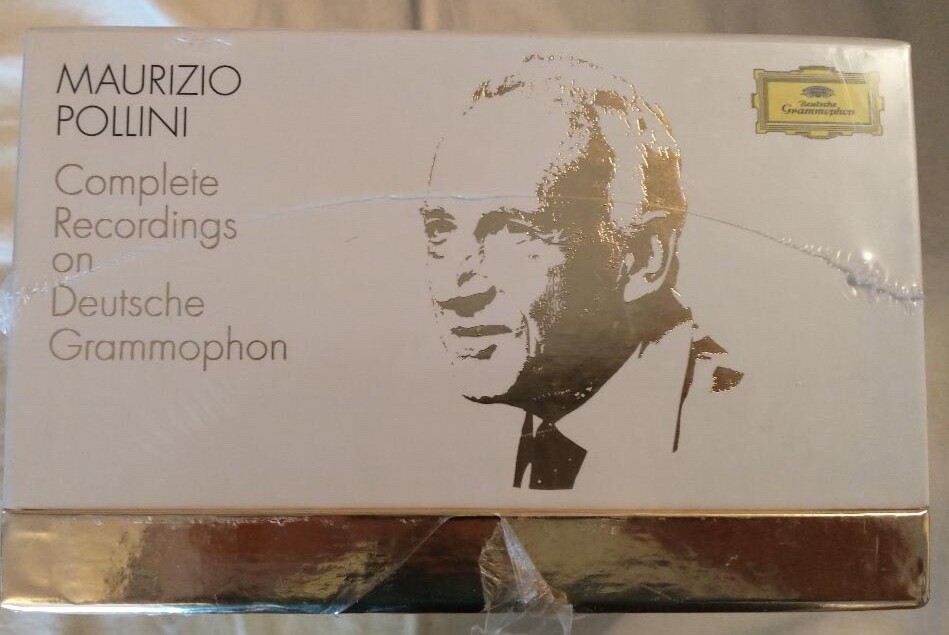 MAURIZIO
POLLINI
Complete
Recordings
on
Deutsche
Grammophon
Deutsche
Grammophon